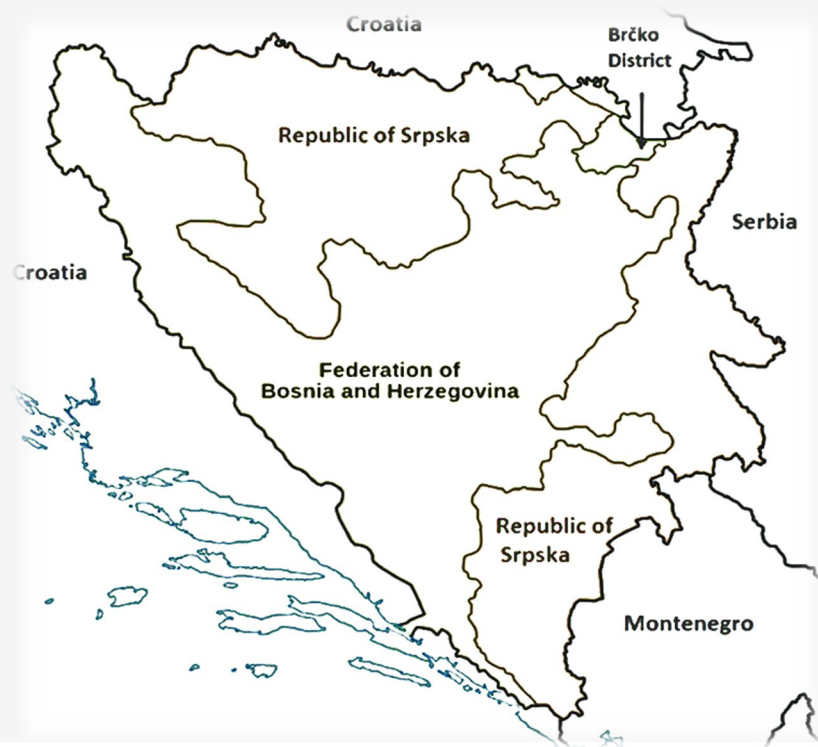 Croatia
Brčko
District
Republic of Srpska
Serbia
Croatia
Federation of
Bosnia and Herzegovina
Republic of
Srpska
Montenegro